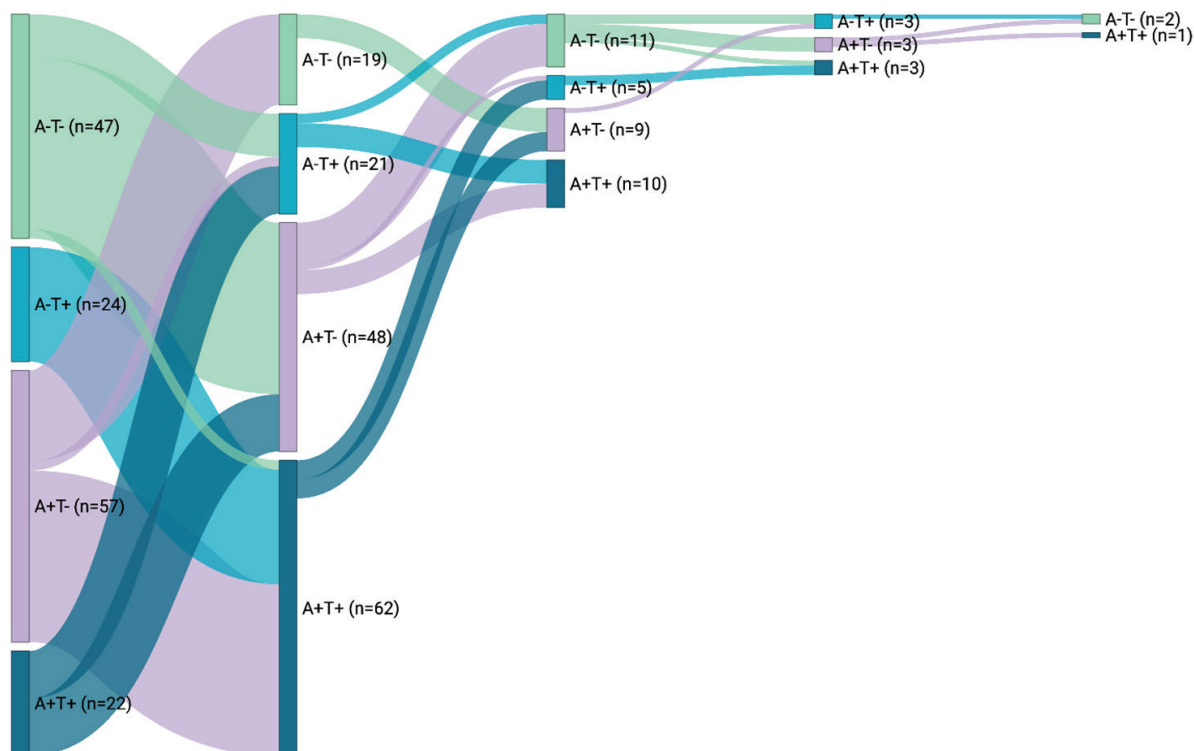 A-T- (n=47)
A-T+ (n=24)
A+T- (n=57)
A+T+ (n=22)
A-T- (n=19)
A-T+ (n=21)
A+T- (n=48)
A+T+ (n=62)
A-T- (n=11)
A-T+ (n=5)
A+T- (n=9)
A+T+ (n=10)
A-T+ (n=3)
A+T- (n=3)
A+T+ (n=3)
A-T- (n=2)
A+T+ (n=1)